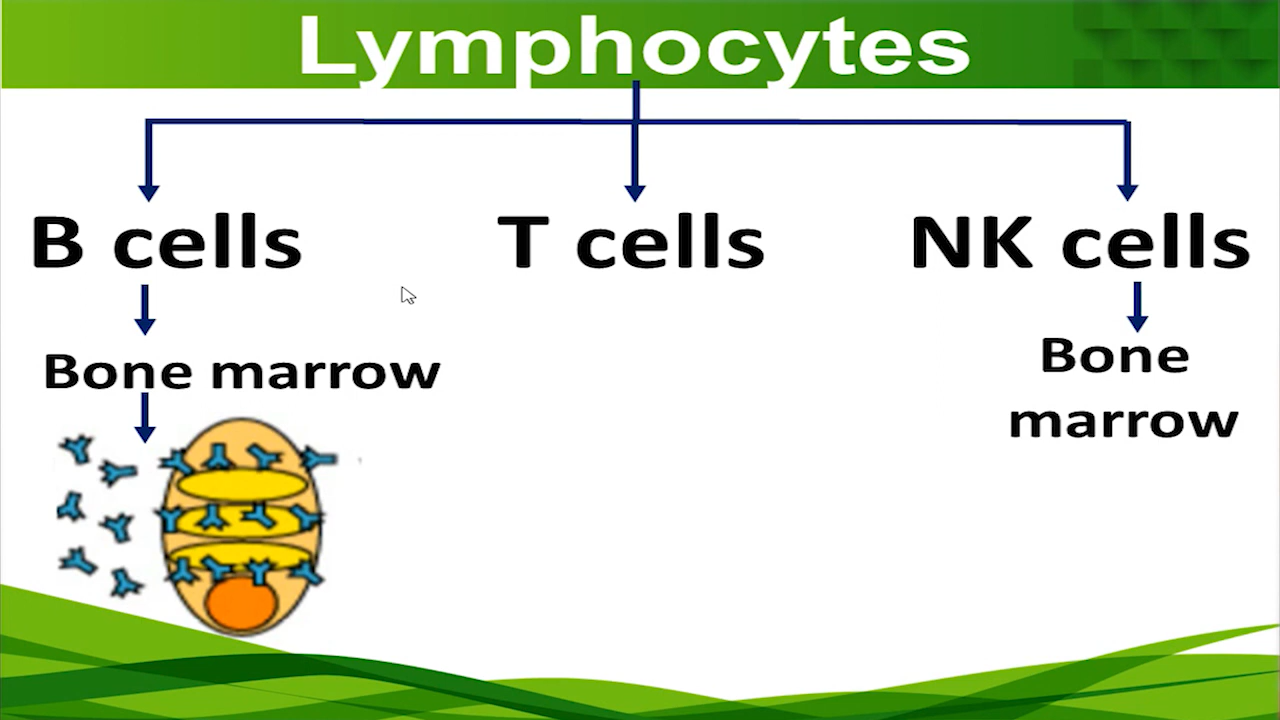 Lymphocytes
B cells
T cells
NK cells
Bone marrow
Bone
marrow